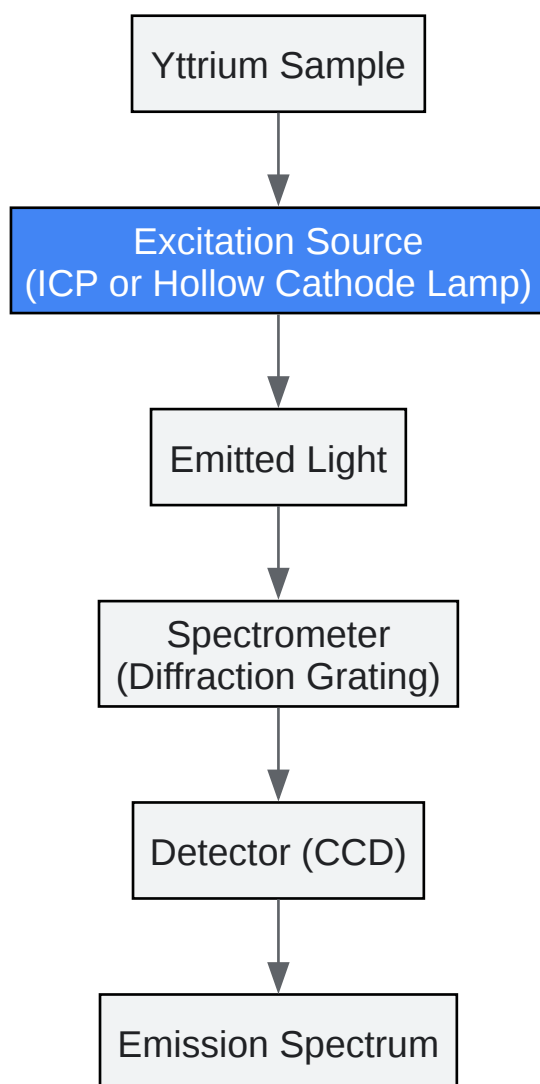 Yttrium Sample
Excitation Source
(ICP or Hollow Cathode Lamp)
Emitted Light
Spectrometer
(Diffraction Grating)
Detector (CCD)
Emission Spectrum